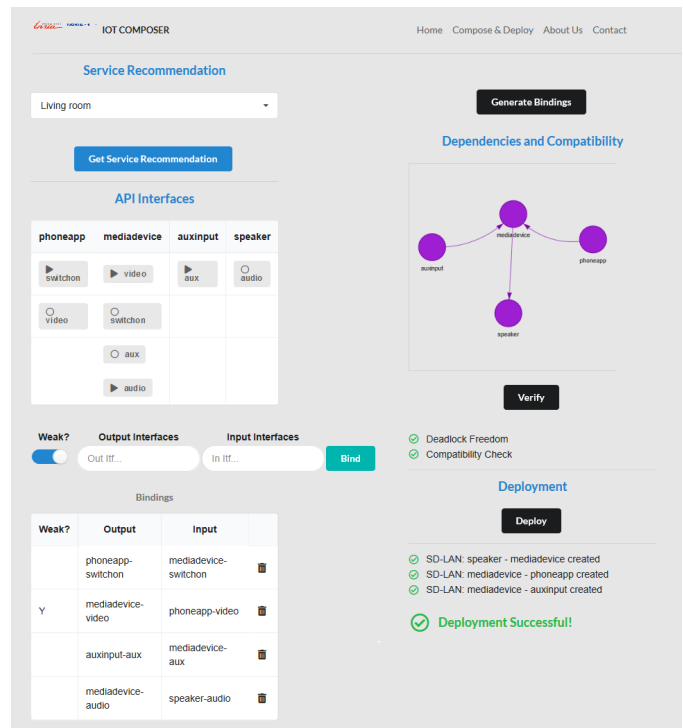 IOT COMPOSER
Home Compose & Deploy About Us Contact
Service Recommendation
Living room
Get Service Recommendation
API Interfaces
phoneapp mediadevice auxinput speaker
switchon video aux audio
video switchon
aux
audio
Weak? Output Interfaces Input Interfaces
Out Itf... In Itf... Bind
Bindings
Weak? Output Input
phoneapp-
switchon
mediadevice-
switchon
Y
mediadevice-
video
phoneapp-video
auxinput-aux
mediadevice-
aux
mediadevice-
audio
speaker-audio
Generate Bindings
Dependencies and Compatibility
mediadevice
auxinput
phoneapp
speaker
Verify
Deadlock Freedom
Compatibility Check
Deployment
Deploy
SD-LAN: speaker - mediadevice created
SD-LAN: mediadevice - phoneapp created
SD-LAN: mediadevice - auxinput created
Deployment Successful!